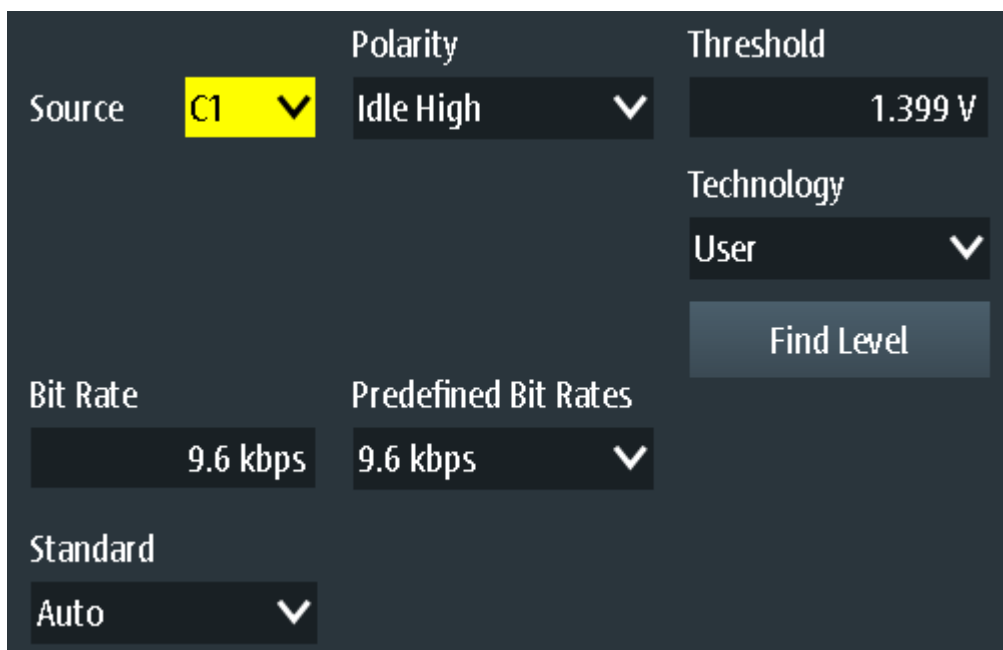 Polarity Threshold
Source C1 Idle High 1.399 V
Technology
User
Find Level
Bit Rate Predefined Bit Rates
9.6 kbps 9.6 kbps
Standard
Auto